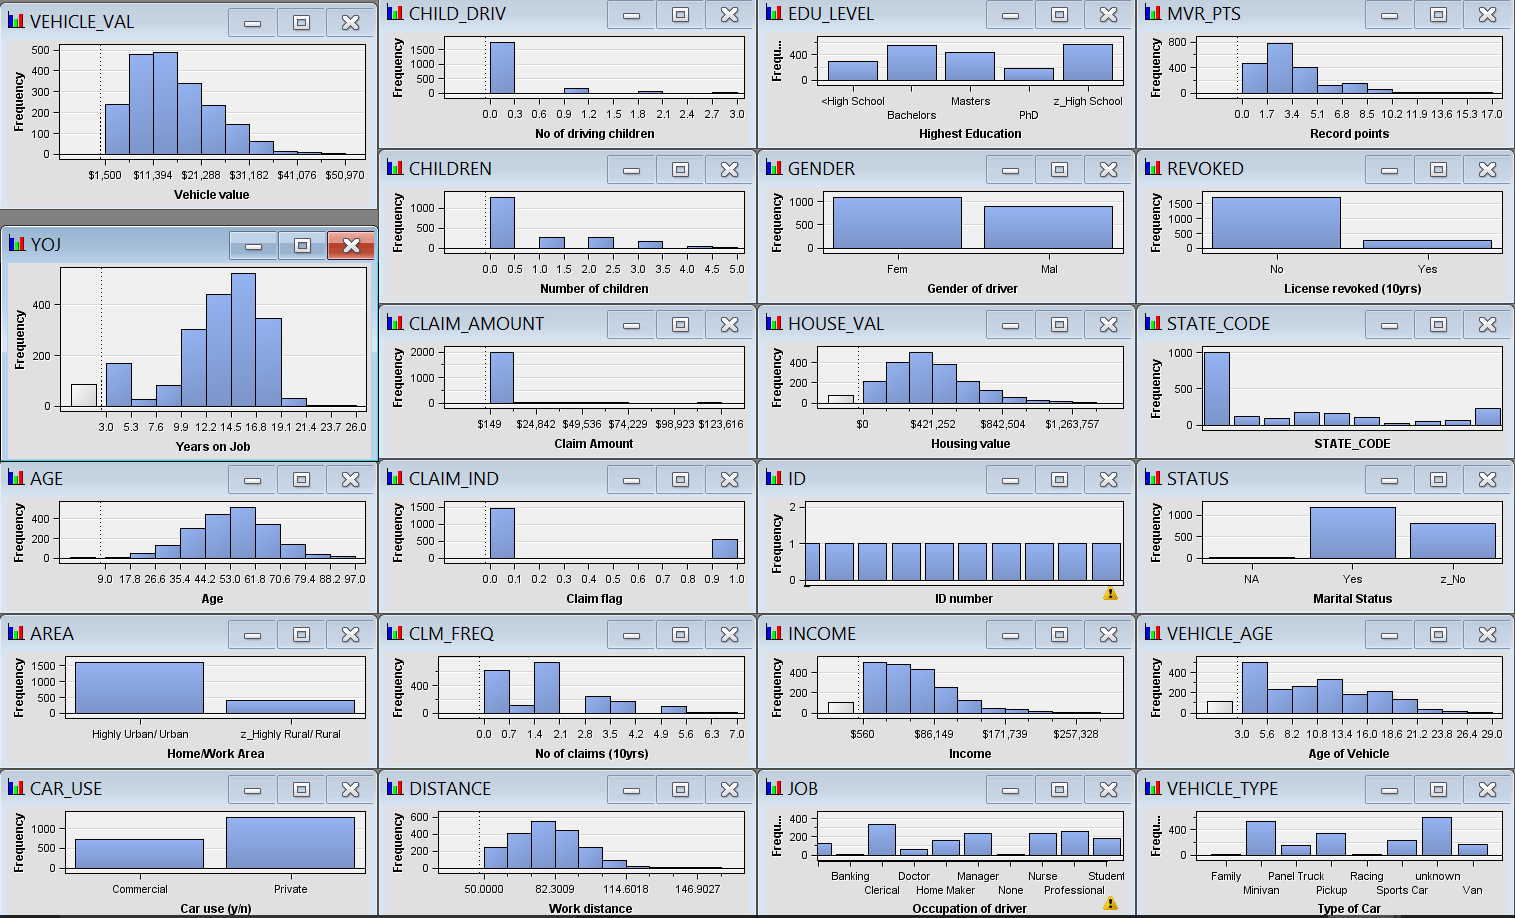 VEHICLE_VAL
Frequency
500
400
300
200
100
0
$1,500 $11,394 $21,288 $31,182 $41,076 $50,970
Vehicle value
YOJ
Frequency
400
200
0
3.0 5.3 7.6 9.9 12.2 14.5 16.8 19.1 21.4 23.7 26.0
Years on Job
AGE
Frequency
400
200
0
9.0 17.8 26.6 35.4 44.2 53.0 61.8 70.6 79.4 88.2 97.0
Age
AREA
Frequency
1500
1000
500
0
Highly Urban/ Urban z_Highly Rural/ Rural
Home/Work Area
CAR_USE
Frequency
1000
500
0
Commercial Private
Car use (y/n)
CHILD_DRIV
Frequency
1500
1000
500
0
0.0 0.3 0.6 0.9 1.2 1.5 1.8 2.1 2.4 2.7 3.0
No of driving children
CHILDREN
Frequency
1000
500
0
0.0 0.5 1.0 1.5 2.0 2.5 3.0 3.5 4.0 4.5 5.0
Number of children
CLAIM_AMOUNT
Frequency
2000
1000
0
$149 $24,842 $49,536 $74,229 $98,923 $123,616
Claim Amount
CLAIM_IND
Frequency
1500
1000
500
0
0.0 0.1 0.2 0.3 0.4 0.5 0.6 0.7 0.8 0.9 1.0
Claim flag
CLM_FREQ
Frequency
400
0
0.0 0.7 1.4 2.1 2.8 3.5 4.2 4.9 5.6 6.3 7.0
No of claims (10yrs)
DISTANCE
Frequency
600
400
200
0
50.0000 82.3009 114.6018 146.9027
Work distance
EDU_LEVEL
Frequ...
400
0
<High School Masters z_High School
Bachelors PhD
Highest Education
GENDER
Frequency
1000
500
0
Fem Mal
Gender of driver
HOUSE_VAL
Frequency
400
200
0
$0 $421,252 $842,504 $1,263,757
Housing value
ID
Frequency
2
1
0
ID number
INCOME
Frequency
400
200
0
$560 $86,149 $171,739 $257,328
Income
JOB
Frequ...
400
200
0
Banking Doctor Manager Nurse Student
Clerical Home Maker None Professional
Occupation of driver
MVR_PTS
Frequency
800
400
0
0.0 1.7 3.4 5.1 6.8 8.5 10.2 11.9 13.6 15.3 17.0
Record points
REVOKED
Frequency
1500
1000
500
0
No Yes
License revoked (10yrs)
STATE_CODE
Frequency
1000
500
0
STATE_CODE
STATUS
Frequency
1000
500
0
NA Yes z_No
Marital Status
VEHICLE_AGE
Frequency
400
200
0
3.0 5.6 8.2 10.8 13.4 16.0 18.6 21.2 23.8 26.4 29.0
Age of Vehicle
VEHICLE_TYPE
Frequ...
400
0
Family Panel Truck Racing unknown
Minivan Pickup Sports Car Van
Type of Car